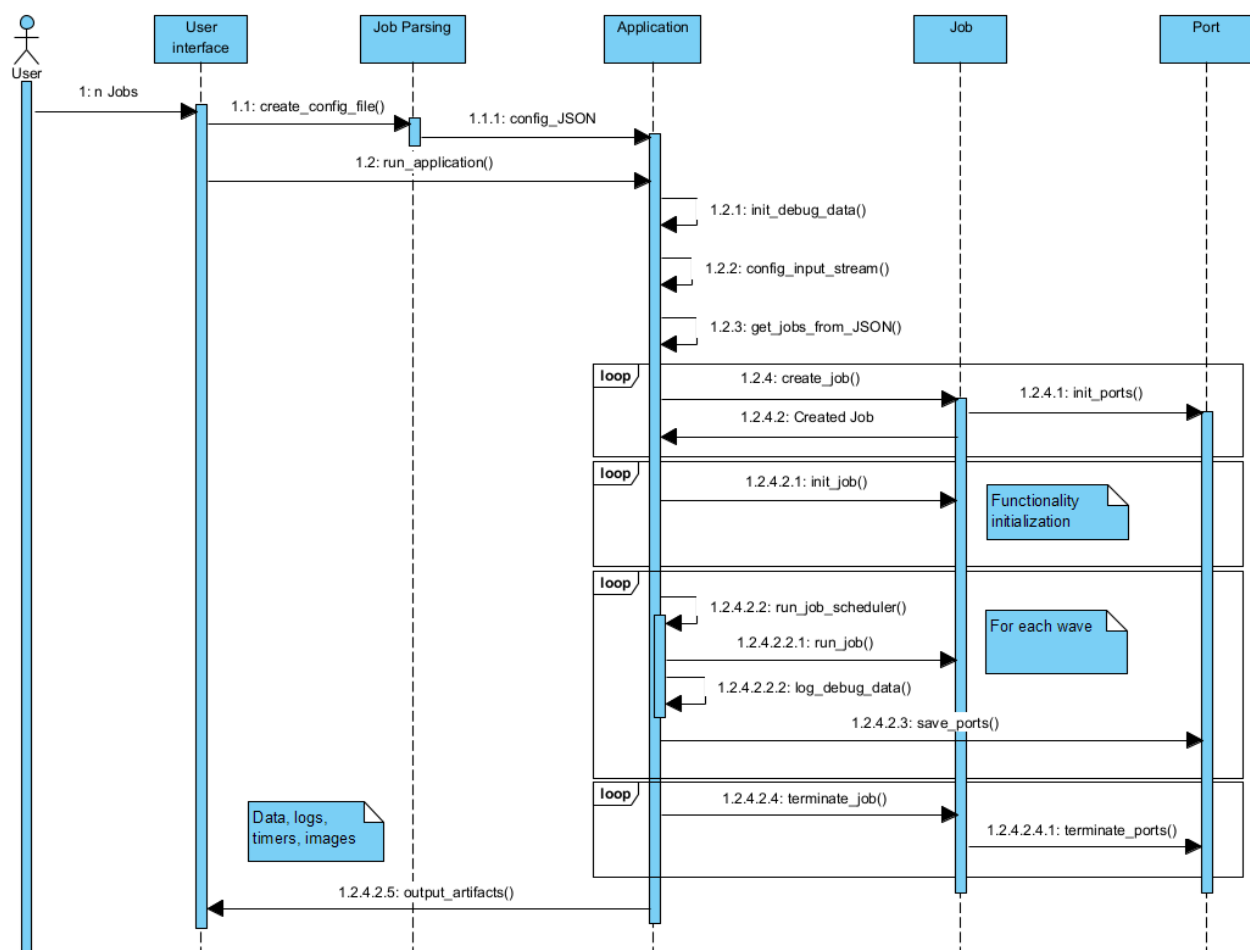 User
interface
Job Parsing
Application
Job
Port
User
1: n Jobs
1.1: create_config_file()
1.1.1: config_JSON
1.2: run_application()
1.2.1: init_debug_data()
1.2.2: config_input_stream()
1.2.3: get_jobs_from_JSON()
loop
1.2.4: create_job()
1.2.4.1: init_ports()
1.2.4.2: Created Job
loop
1.2.4.2.1: init_job()
Functionality
initialization
loop
1.2.4.2.2: run_job_scheduler()
For each wave
1.2.4.2.2.1: run_job()
1.2.4.2.2.2: log_debug_data()
1.2.4.2.3: save_ports()
loop
1.2.4.2.4: terminate_job()
Data, logs,
timers, images
1.2.4.2.4.1: terminate_ports()
1.2.4.2.5: output_artifacts()